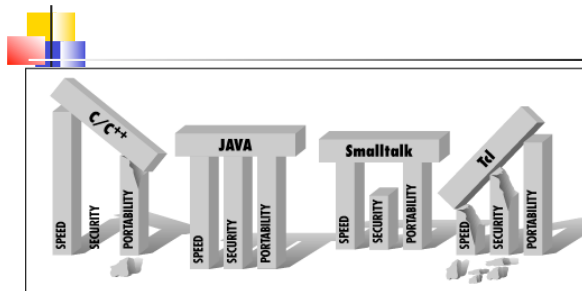 C/C++
SPEED
SECURITY
PORTABILITY
JAVA
SPEED
SECURITY
PORTABILITY
Smalltalk
SPEED
SECURITY
PORTABILITY
Tcl
SPEED
SECURITY
PORTABILITY